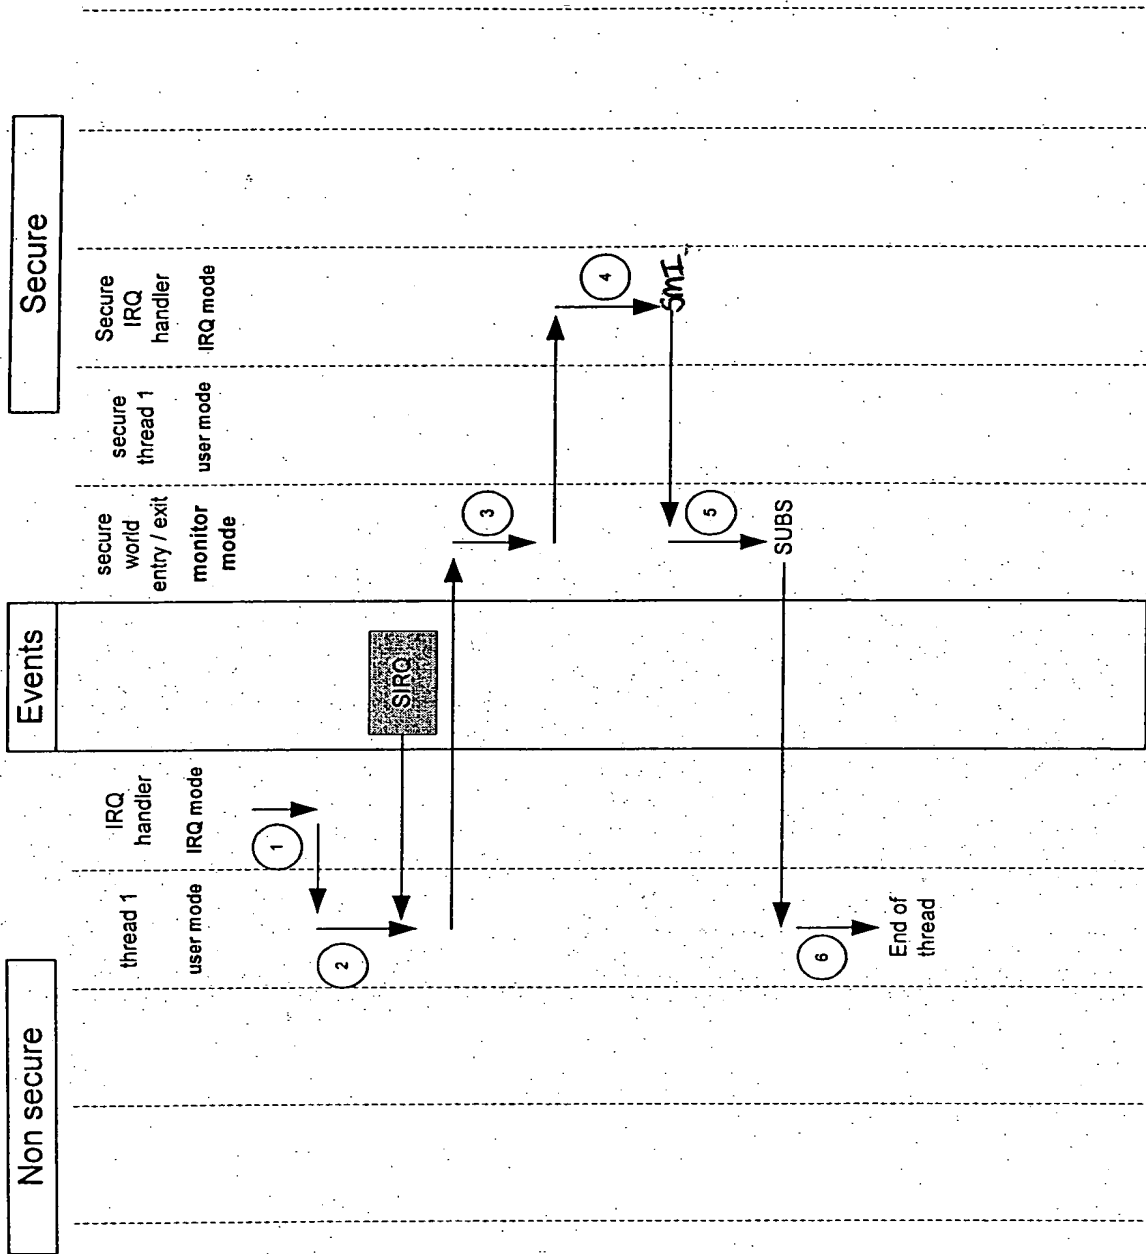 Non secure
Events
Secure
thread 1
user mode
IRQ
handler
IRQ mode
secure
world
entry / exit
monitor
mode
secure
thread 1
user mode
Secure
IRQ
handler
IRQ mode
1
2
SIRQ
3
4
SMI
5
SUBS
6
End of
thread